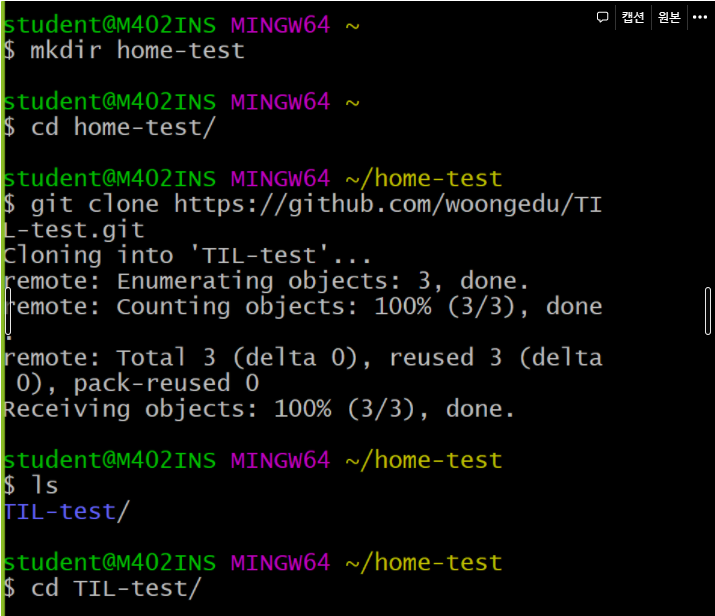 캡션 원본 •••
student@M402INS MINGW64 ~
$ mkdir home-test
student@M402INS MINGW64 ~
$ cd home-test/
student@M402INS MINGW64 ~/home-test
$ git clone https://github.com/woongedu/TI
L-test.git
Cloning into 'TIL-test'...
remote: Enumerating objects: 3, done.
remote: Counting objects: 100% (3/3), done
.
remote: Total 3 (delta 0), reused 3 (delta
 0), pack-reused 0
Receiving objects: 100% (3/3), done.
student@M402INS MINGW64 ~/home-test
$ ls
TIL-test/
student@M402INS MINGW64 ~/home-test
$ cd TIL-test/